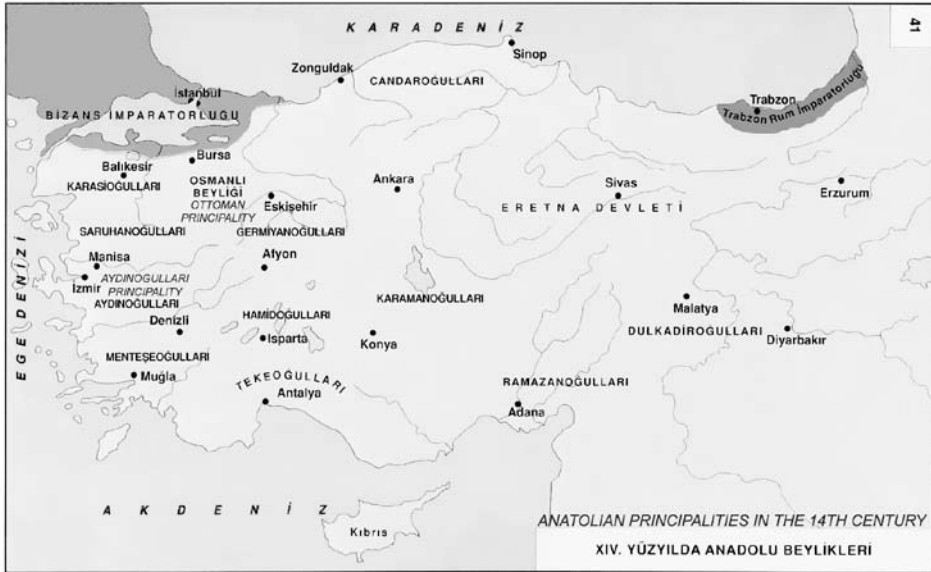 K A R A D E N İ Z
41
Sinop
Zonguldak
CANDAROĞULLARI
İstanbul
BİZANS İMPARATORLUĞU
Trabzon
Trabzon Rum İmparatorluğu
Bursa
Balıkesir
KARASİOĞULLARI
OSMANLI
BEYLİĞİ
OTTOMAN
PRINCIPALITY
Eskişehir
Ankara
Sivas
Erzurum
ERETNA DEVLETİ
SARUHANOĞULLARI
GERMİYANOĞULLARI
EGE DENİZİ
Manisa
Afyon
İzmir
AYDINOGULLARI
PRINCIPALITY
AYDINOĞULLARI
KARAMANOĞULLARI
Malatya
HAMİDOĞULLARI
Denizli
Isparta
Konya
DULKADİROĞULLARI
Diyarbakır
MENTEŞEOĞULLARI
Muğla
TEKEOĞULLARI
RAMAZANOĞULLARI
Antalya
Adana
A K D E N İ Z
Kıbrıs
ANATOLIAN PRINCIPALITIES IN THE 14TH CENTURY
XIV. YÜZYILDA ANADOLU BEYLİKLERİ